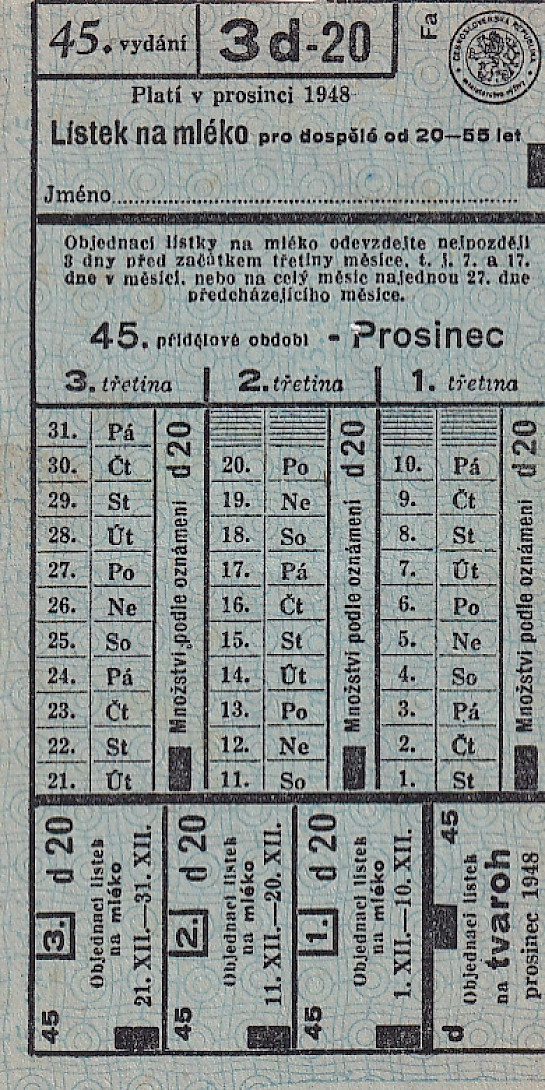 45. vydání
3d-20
Fa
ČESKOSLOVENSKÁ REPUBLIKA
Platí v prosinci 1948
Lístek na mléko pro dospělé od 20—55 let
Jméno
Objednací lístky na mléko odevzdejte nejpozději
3 dny před začátkem třetiny měsíce, t. j. 7. a 17.
dne v měsíci, nebo na celý měsíc najednou 27. dne
předcházejícího měsíce.
45. přídělové období - Prosinec
3. třetina
2. třetina
1. třetina
31. Pá
30. Čt 20. Po 10. Pá
29. St 19. Ne 9. Čt
28. Út 18. So 8. St
27. Po 17. Pá 7. Út
26. Ne 16. Čt 6. Po
25. So 15. St 5. Ne
24. Pá 14. Út 4. So
23. Čt 13. Po 3. Pá
22. St 12. Ne 2. Čt
21. Út 11. So 1. St
Množství podle oznámení d 20
Množství podle oznámení d 20
Množství podle oznámení d 20
45 3. d 20
Objednací lístek
na mléko
21. XII.—31. XII.
45 2. d 20
Objednací lístek
na mléko
11. XII.—20. XII.
45 1. d 20
Objednací lístek
na mléko
1. XII.—10. XII.
d 45
Objednací lístek
na tvaroh
prosinec 1948